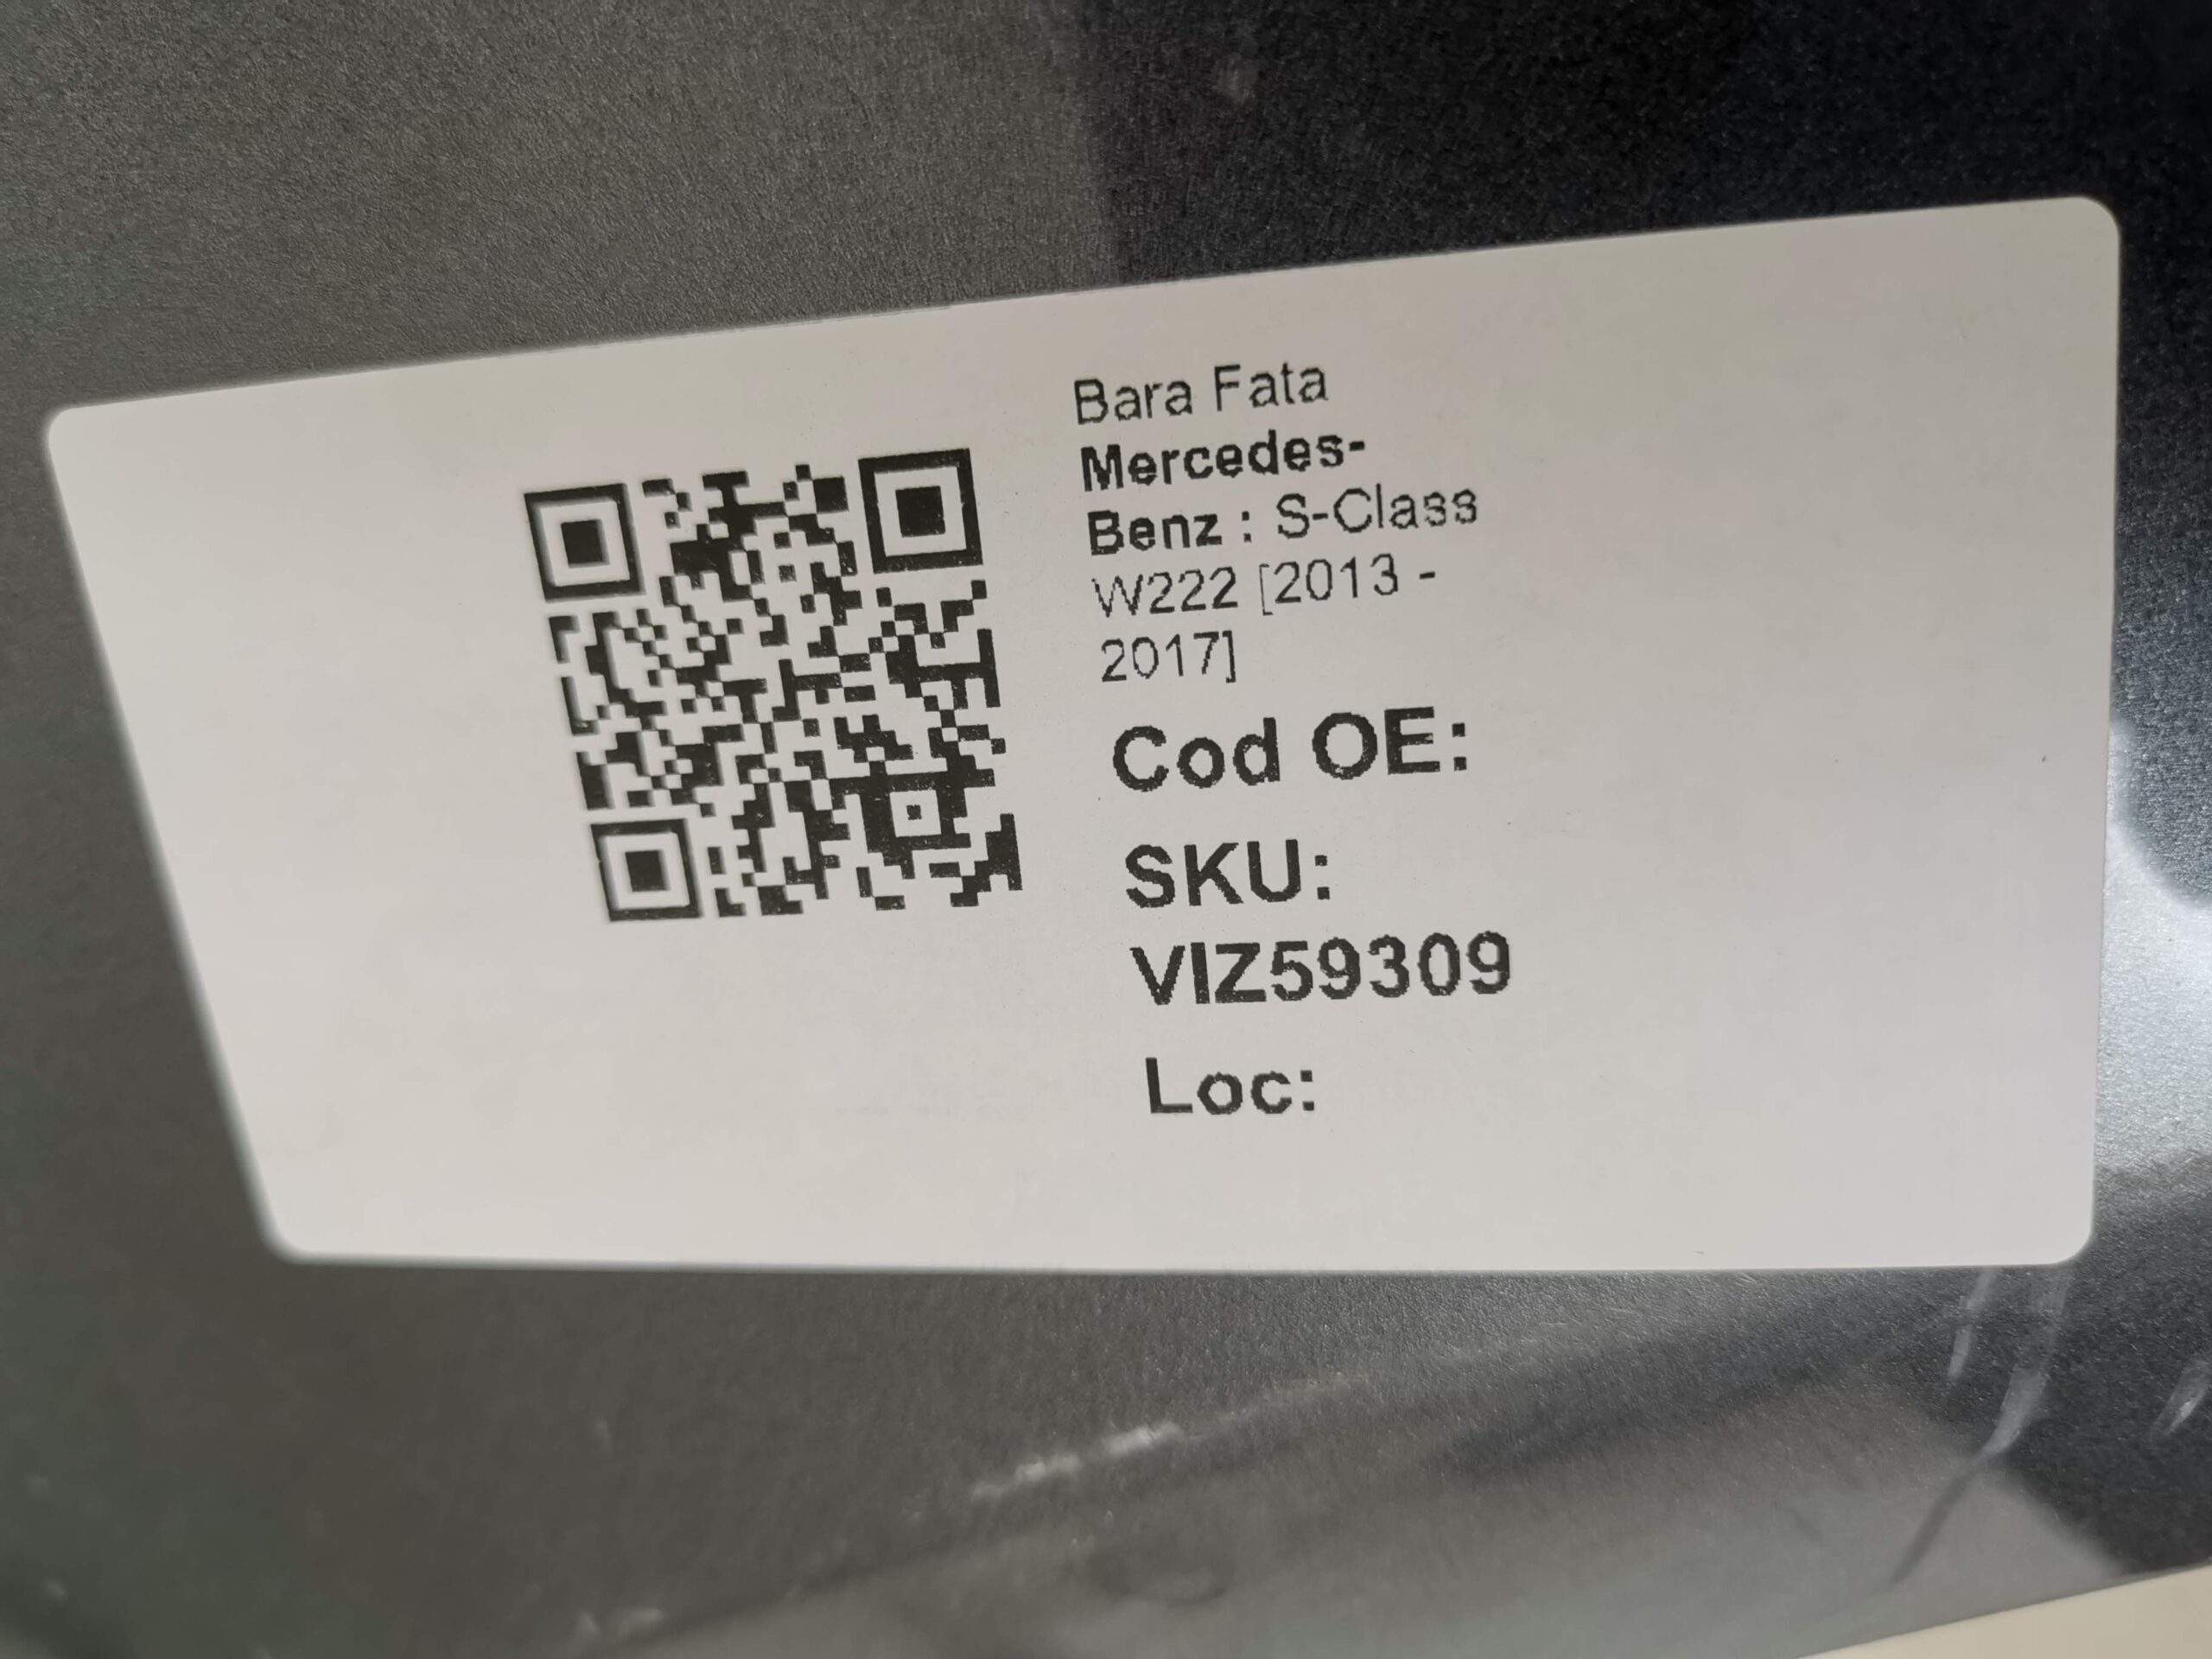 Bara Fata
Mercedes-
Benz : S-Class
W222 [2013 -
2017]
Cod OE:
SKU:
VIZ59309
Loc: